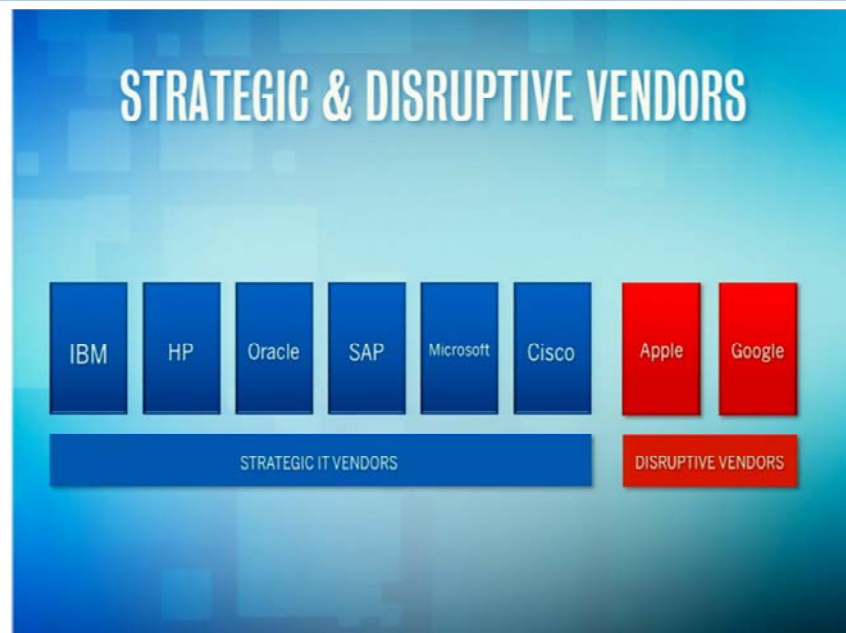 STRATEGIC & DISRUPTIVE VENDORS
IBM HP Oracle SAP Microsoft Cisco Apple Google
STRATEGIC IT VENDORS DISRUPTIVE VENDORS